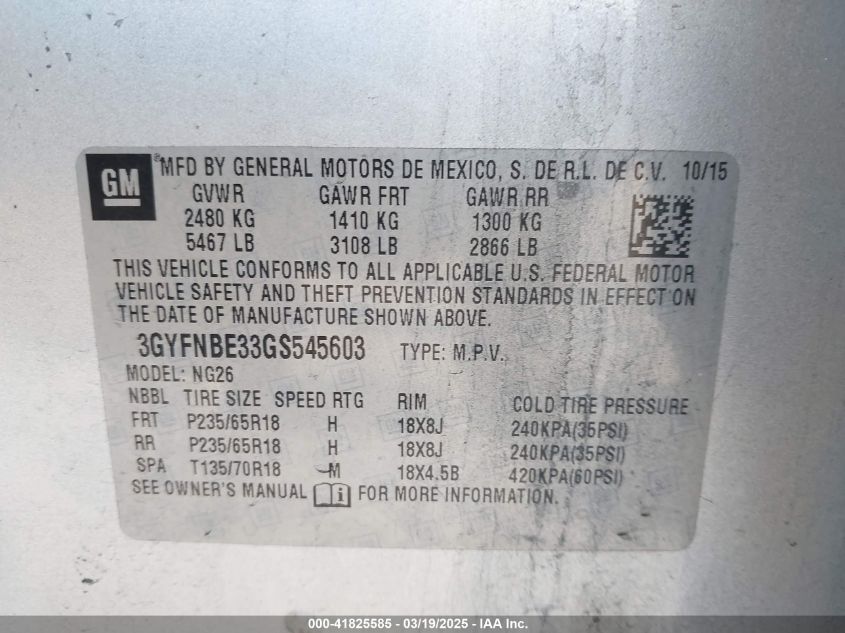 GM ®MFD BY GENERAL MOTORS DE MEXICO, S. DE R.L. DE C.V. 10/15
GVWR GAWR FRT GAWR RR
2480 KG 1410 KG 1300 KG
5467 LB 3108 LB 2866 LB
THIS VEHICLE CONFORMS TO ALL APPLICABLE U.S. FEDERAL MOTOR
VEHICLE SAFETY AND THEFT PREVENTION STANDARDS IN EFFECT ON
THE DATE OF MANUFACTURE SHOWN ABOVE.
3GYFNBE33GS545603 TYPE: M.P.V.
MODEL: NG26
NBBL TIRE SIZE SPEED RTG RIM COLD TIRE PRESSURE
FRT P235/65R18 H 18X8J 240KPA(35PSI)
RR P235/65R18 H 18X8J 240KPA(35PSI)
SPA T135/70R18 M 18X4.5B 420KPA(60PSI)
SEE OWNER'S MANUAL i FOR MORE INFORMATION.
000-41825585 - 03/19/2025 - IAA Inc.